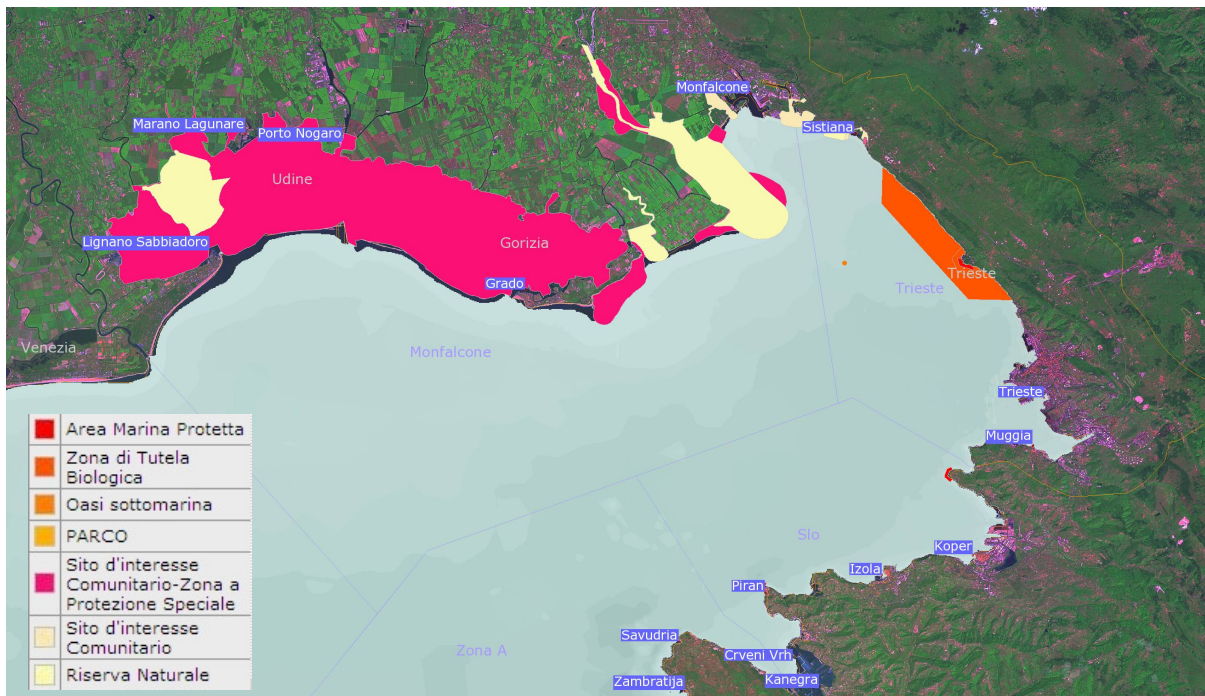 Monfalcone
Marano Lagunare
Sistiana
Porto Nogaro
Udine
Lignano Sabbiadoro
Gorizia
Trieste
Grado
Trieste
Venezia
Monfalcone
Trieste
Muggia
Slo
Koper
Izola
Piran
Savudria
Zona A
Crveni Vrh
Kanegra
Zambratija
Area Marina Protetta
Zona di Tutela
Biologica
Oasi sottomarina
PARCO
Sito d'interesse
Comunitario-Zona a
Protezione Speciale
Sito d'interesse
Comunitario
Riserva Naturale